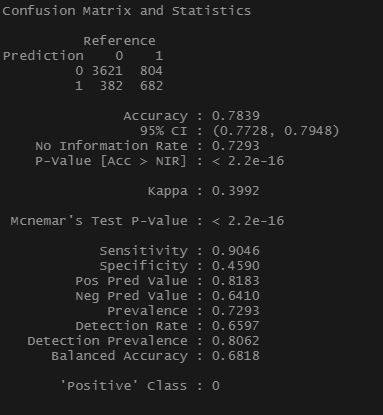 Confusion Matrix and Statistics
Reference
Prediction 0 1
0 3621 804
1 382 682
Accuracy : 0.7839
95% CI : (0.7728, 0.7948)
No Information Rate : 0.7293
P-Value [Acc > NIR] : < 2.2e-16
Kappa : 0.3992
Mcnemar's Test P-Value : < 2.2e-16
Sensitivity : 0.9046
Specificity : 0.4590
Pos Pred Value : 0.8183
Neg Pred Value : 0.6410
Prevalence : 0.7293
Detection Rate : 0.6597
Detection Prevalence : 0.8062
Balanced Accuracy : 0.6818
'Positive' Class : 0